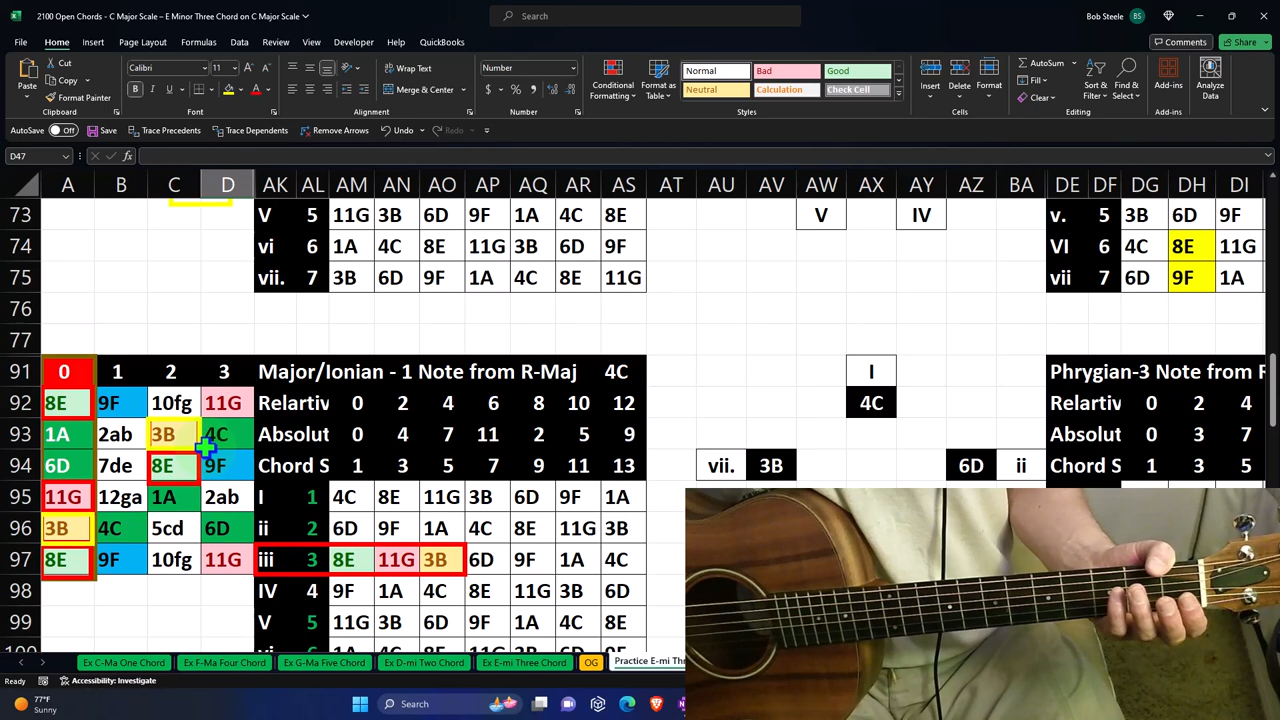 2100 Open Chords - C Major Scale – E Minor Three Chord on C Major Scale
Search
Bob Steele BS
File Home Insert Draw Page Layout Formulas Data Review View Developer Help QuickBooks
Comments Share
Paste Cut Copy Format Painter Clipboard
Calibri 11 B I U Font
Wrap Text Merge & Center Alignment
Number $ % Number
Conditional Formatting Format as Table
Normal Bad Good
Neutral Calculation Check Cell Styles
Insert Delete Format Cells
AutoSum Fill Clear Sort & Filter Find & Select Editing
Add-ins Add-ins Analyze Data
AutoSave Off Save Trace Precedents Trace Dependents Remove Arrows Undo Redo
D47 fx
A B C D AK AL AM AN AO AP AQ AR AS AT AU AV AW AX AY AZ BA DE DF DG DH DI
73 V 5 11G 3B 6D 9F 1A 4C 8E V IV v. 5 3B 6D 9F
74 vi 6 1A 4C 8E 11G 3B 6D 9F VI 6 4C 8E 11G
75 vii. 7 3B 6D 9F 1A 4C 8E 11G vii 7 6D 9F 1A
76
77
91 0 1 2 3 Major/Ionian - 1 Note from R-Maj 4C I Phrygian-3 Note from R
92 8E 9F 10fg 11G Relartiv 0 2 4 6 8 10 12 4C Relartiv 0 2 4
93 1A 2ab 3B 4C Absolut 0 4 7 11 2 5 9 Absolut 0 3 7
94 6D 7de 8E 9F Chord S 1 3 5 7 9 11 13 vii. 3B 6D ii Chord S 1 3 5
95 11G 12ga 1A 2ab I 1 4C 8E 11G 3B 6D 9F 1A
96 3B 4C 5cd 6D ii 2 6D 9F 1A 4C 8E 11G 3B
97 8E 9F 10fg 11G iii 3 8E 11G 3B 6D 9F 1A 4C
98 IV 4 9F 1A 4C 8E 11G 3B 6D
99 V 5 11G 3B 6D 9F 1A 4C 8E
Ex C-Ma One Chord Ex F-Ma Four Chord Ex G-Ma Five Chord Ex D-mi Two Chord Ex E-mi Three Chord OG Practice E-mi Thr
Ready Accessibility: Investigate
77°F
Sunny
Search